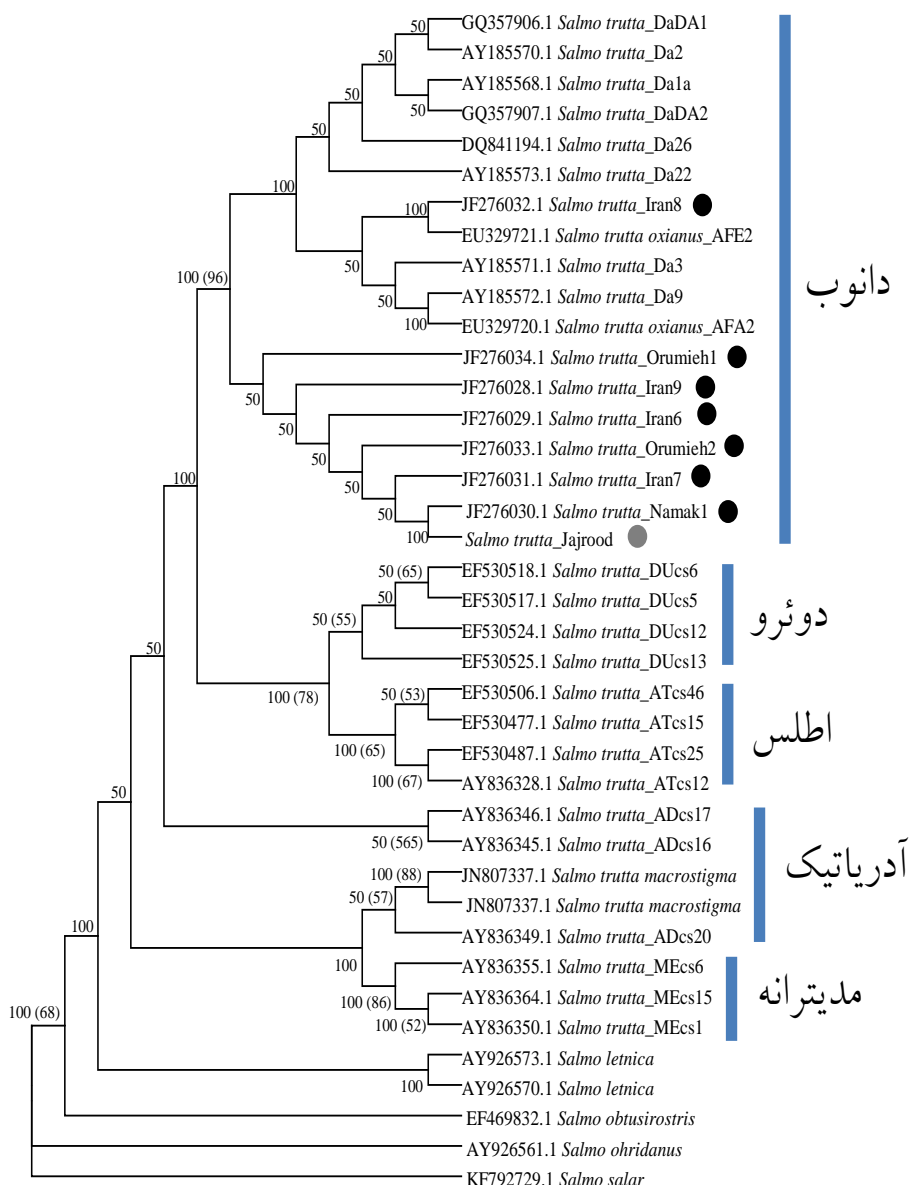 GQ357906.1 Salmo trutta_DaDA1
50
AY185570.1 Salmo trutta_Da2
50
AY185568.1 Salmo trutta_Da1a
50
GQ357907.1 Salmo trutta_DaDA2
50
50
DQ841194.1 Salmo trutta_Da26
AY185573.1 Salmo trutta_Da22
100
JF276032.1 Salmo trutta_Iran8
100
EU329721.1 Salmo trutta oxianus_AFE2
50
AY185571.1 Salmo trutta_Da3
100 (96)
دانوب
AY185572.1 Salmo trutta_Da9
50
EU329720.1 Salmo trutta oxianus_AFA2
100
JF276034.1 Salmo trutta_Orumieh1
JF276028.1 Salmo trutta_Iran9
50
JF276029.1 Salmo trutta_Iran6
50
JF276033.1 Salmo trutta_Orumieh2
50
JF276031.1 Salmo trutta_Iran7
100
50
JF276030.1 Salmo trutta_Namak1
50
Salmo trutta_Jajrood
100
EF530518.1 Salmo trutta_DUcs6
50 (65)
EF530517.1 Salmo trutta_DUcs5
50
50 (55)
دوئرو
EF530524.1 Salmo trutta_DUcs12
EF530525.1 Salmo trutta_DUcs13
50
100 (78)
EF530506.1 Salmo trutta_ATcs46
50 (53)
EF530477.1 Salmo trutta_ATcs15
اطلس
100 (65)
EF530487.1 Salmo trutta_ATcs25
100 (67)
AY836328.1 Salmo trutta_ATcs12
50
AY836346.1 Salmo trutta_ADcs17
50 (565)
AY836345.1 Salmo trutta_ADcs16
آدریاتیک
JN807337.1 Salmo trutta macrostigma
100 (88)
50 (57)
JN807337.1 Salmo trutta macrostigma
100
AY836349.1 Salmo trutta_ADcs20
100
AY836355.1 Salmo trutta_MEcs6
مدیترانه
100 (86)
AY836364.1 Salmo trutta_MEcs15
100 (68)
100 (52)
AY836350.1 Salmo trutta_MEcs1
AY926573.1 Salmo letnica
100
AY926570.1 Salmo letnica
EF469832.1 Salmo obtusirostris
AY926561.1 Salmo ohridanus
KF792729.1 Salmo salar